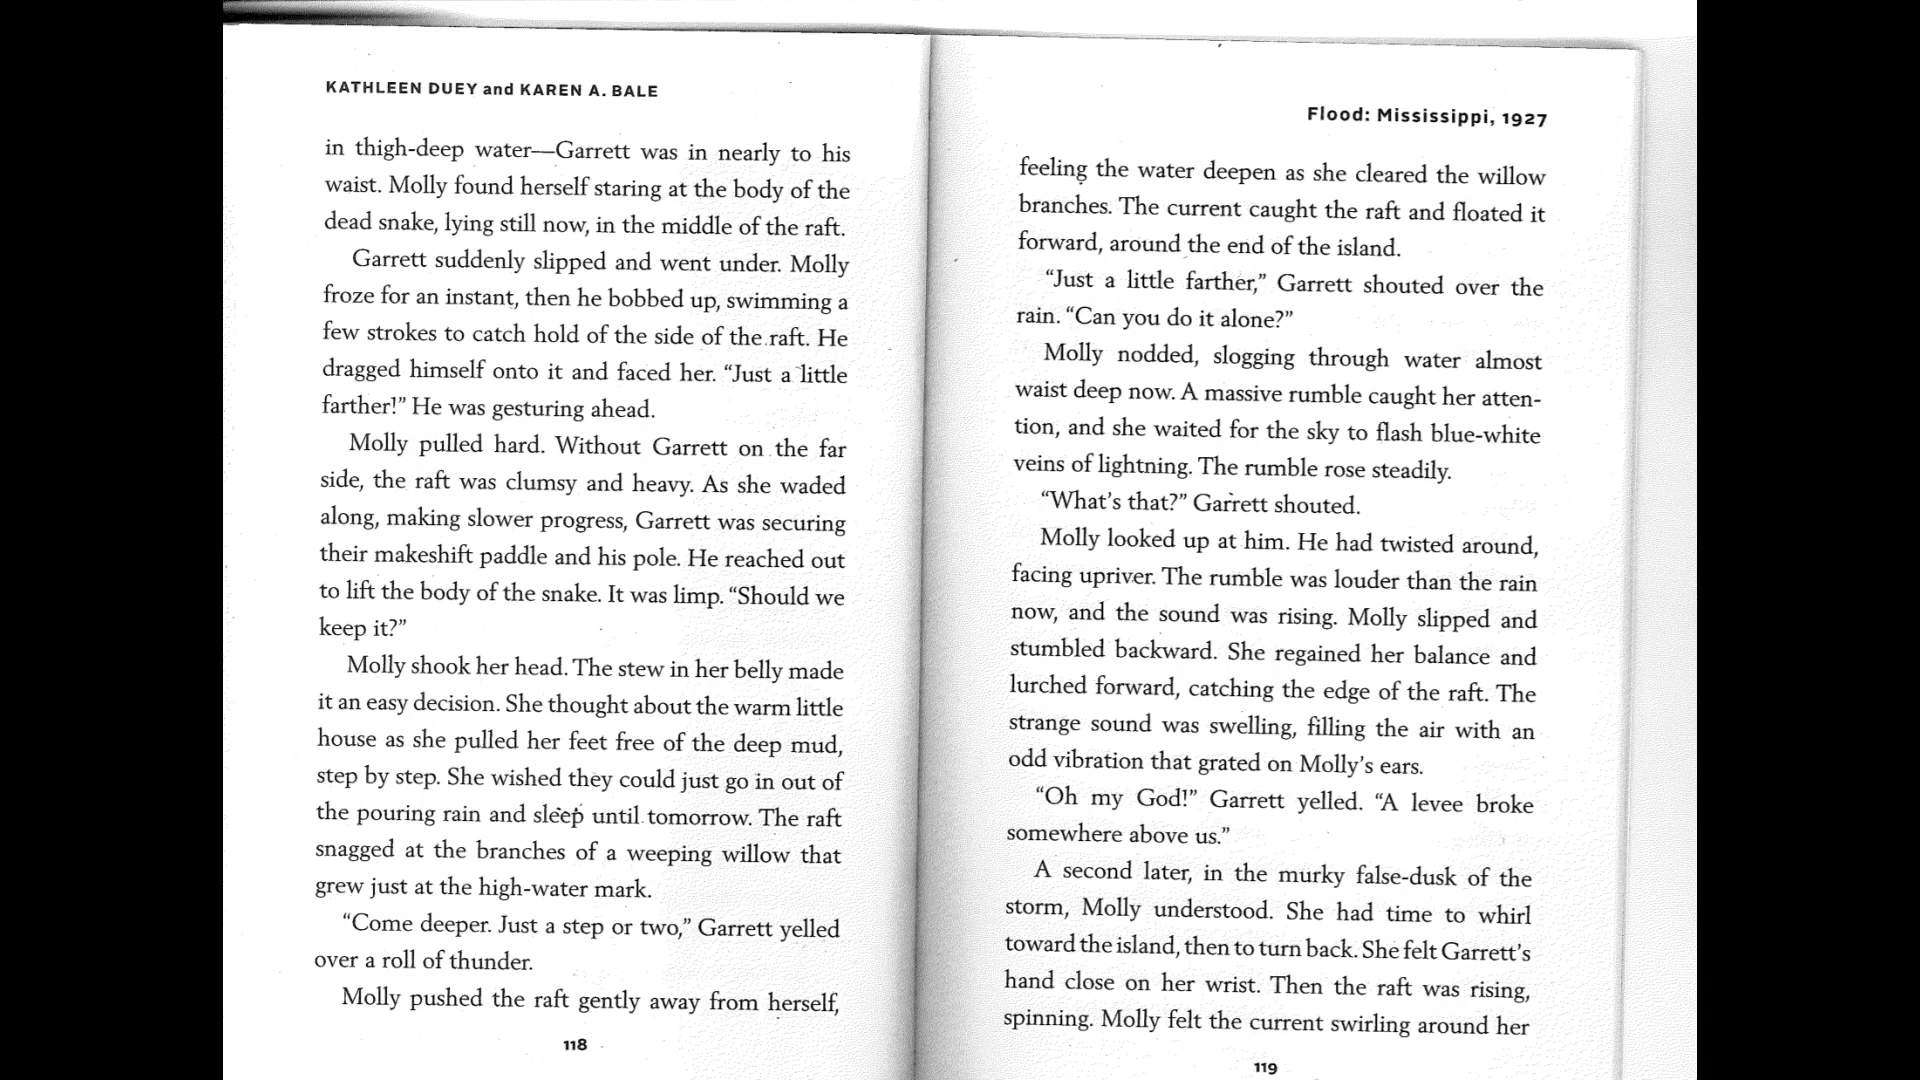 KATHLEEN DUEY and KAREN A. BALE
in thigh-deep water—Garrett was in nearly to his
waist. Molly found herself staring at the body of the
dead snake, lying still now, in the middle of the raft.
Garrett suddenly slipped and went under. Molly
froze for an instant, then he bobbed up, swimming a
few strokes to catch hold of the side of the raft. He
dragged himself onto it and faced her. “Just a little
farther!” He was gesturing ahead.
Molly pulled hard. Without Garrett on the far
side, the raft was clumsy and heavy. As she waded
along, making slower progress, Garrett was securing
their makeshift paddle and his pole. He reached out
to lift the body of the snake. It was limp. “Should we
keep it?”
Molly shook her head. The stew in her belly made
it an easy decision. She thought about the warm little
house as she pulled her feet free of the deep mud,
step by step. She wished they could just go in out of
the pouring rain and sleep until tomorrow. The raft
snagged at the branches of a weeping willow that
grew just at the high-water mark.
“Come deeper. Just a step or two,” Garrett yelled
over a roll of thunder.
Molly pushed the raft gently away from herself,
118
Flood: Mississippi, 1927
feeling the water deepen as she cleared the willow
branches. The current caught the raft and floated it
forward, around the end of the island.
“Just a little farther,” Garrett shouted over the
rain. “Can you do it alone?”
Molly nodded, slogging through water almost
waist deep now. A massive rumble caught her atten-
tion, and she waited for the sky to flash blue-white
veins of lightning. The rumble rose steadily.
“What’s that?” Garrett shouted.
Molly looked up at him. He had twisted around,
facing upriver. The rumble was louder than the rain
now, and the sound was rising. Molly slipped and
stumbled backward. She regained her balance and
lurched forward, catching the edge of the raft. The
strange sound was swelling, filling the air with an
odd vibration that grated on Molly’s ears.
“Oh my God!” Garrett yelled. “A levee broke
somewhere above us.”
A second later, in the murky false-dusk of the
storm, Molly understood. She had time to whirl
toward the island, then to turn back. She felt Garrett’s
hand close on her wrist. Then the raft was rising,
spinning. Molly felt the current swirling around her
119